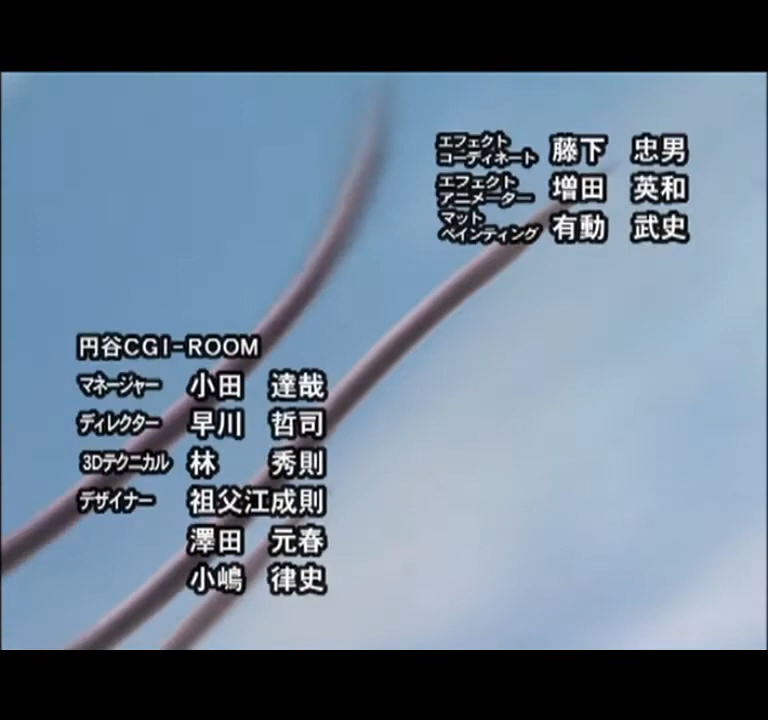 エフェクト
コーディネート 藤下 忠男
エフェクト
アニメーター 増田 英和
マット
ペインティング 有動 武史
円谷CGI-ROOM
マネージャー 小田 達哉
ディレクター 早川 哲司
3Dテクニカル 林 秀則
デザイナー 祖父江成則
澤田 元春
小嶋 律史